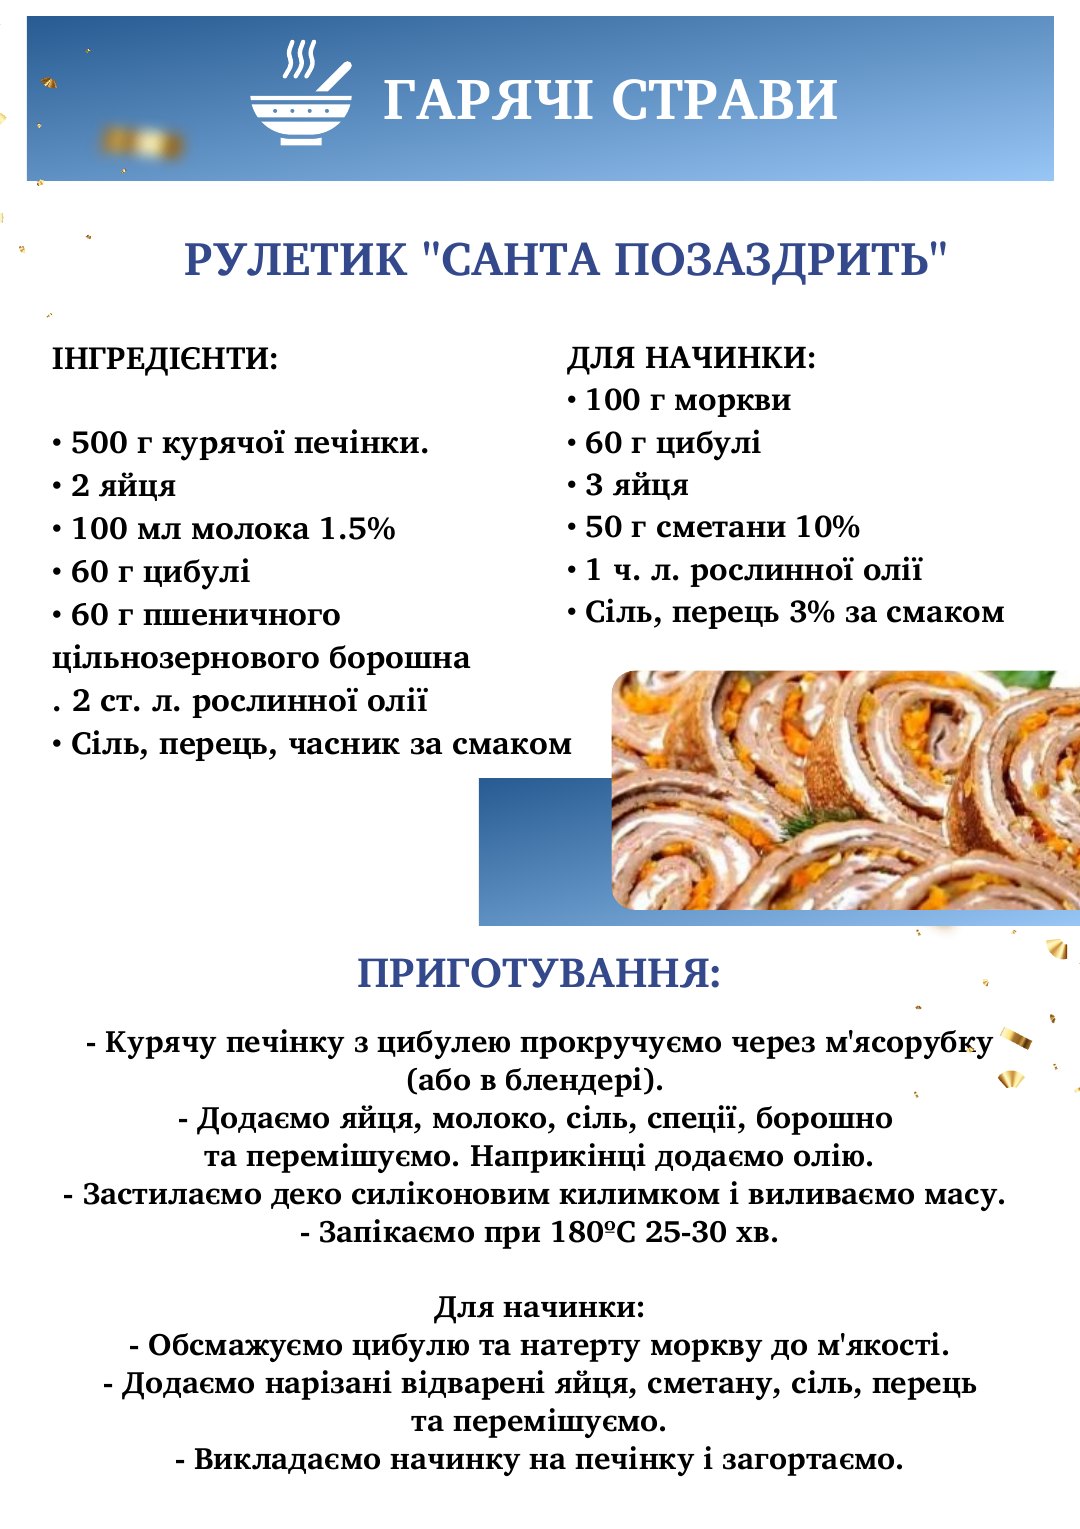 ГАРЯЧІ СТРАВИ
РУЛЕТИК "САНТА ПОЗАЗДРИТЬ"
ІНГРЕДІЄНТИ:
• 500 г курячої печінки.
• 2 яйця
• 100 мл молока 1.5%
• 60 г цибулі
• 60 г пшеничного
цільнозернового борошна
. 2 ст. л. рослинної олії
• Сіль, перець, часник за смаком
ДЛЯ НАЧИНКИ:
• 100 г моркви
• 60 г цибулі
• 3 яйця
• 50 г сметани 10%
• 1 ч. л. рослинної олії
• Сіль, перець 3% за смаком
ПРИГОТУВАННЯ:
- Курячу печінку з цибулею прокручуємо через м'ясорубку
(або в блендері).
- Додаємо яйця, молоко, сіль, спеції, борошно
та перемішуємо. Наприкінці додаємо олію.
- Застилаємо деко силіконовим килимком і виливаємо масу.
- Запікаємо при 180ºС 25-30 хв.
Для начинки:
- Обсмажуємо цибулю та натерту моркву до м'якості.
- Додаємо нарізані відварені яйця, сметану, сіль, перець
та перемішуємо.
- Викладаємо начинку на печінку і загортаємо.